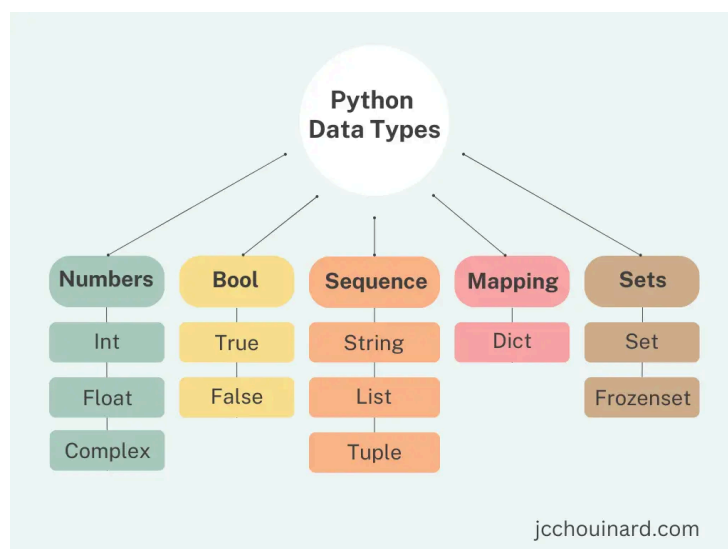 Python
Data Types
Numbers
Bool
Sequence
Mapping
Sets
Int
True
String
Dict
Set
Float
False
List
Frozenset
Complex
Tuple
jcchouinard.com